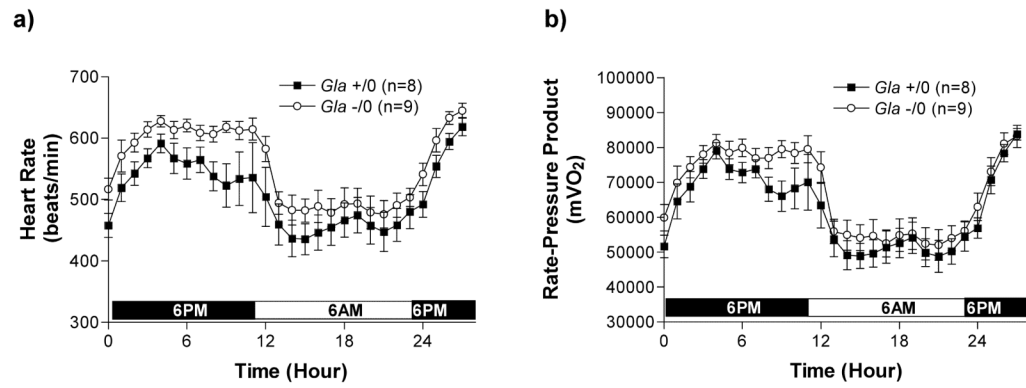 a)
Heart Rate
(beats/min)
700
600
500
400
300
Gla +/0 (n=8)
Gla -/0 (n=9)
6PM
6AM
6PM
0
6
12
18
24
Time (Hour)
b)
Rate-Pressure Product
(mVO₂)
100000
90000
80000
70000
60000
50000
40000
30000
Gla +/0 (n=8)
Gla -/0 (n=9)
6PM
6AM
6PM
0
6
12
18
24
Time (Hour)